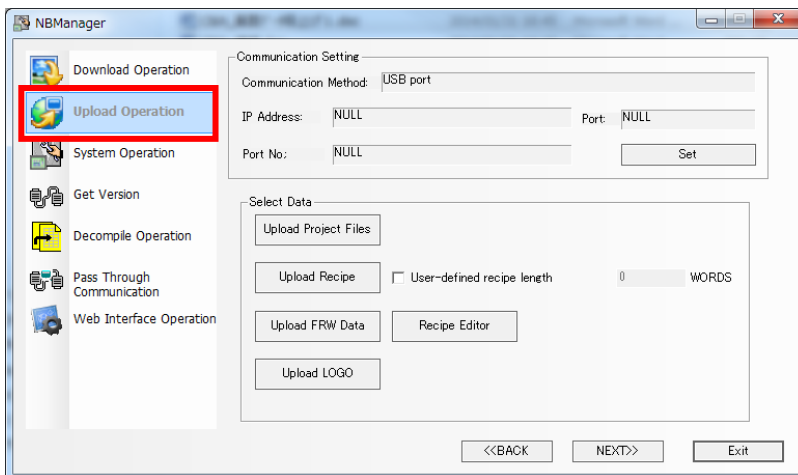 NBManager
Download Operation
Upload Operation
System Operation
Get Version
Decompile Operation
Pass Through
Communication
Web Interface Operation
Communication Setting
Communication Method: USB port
IP Address: NULL Port: NULL
Port No; NULL Set
Select Data
Upload Project Files
Upload Recipe User-defined recipe length 0 WORDS
Upload FRW Data Recipe Editor
Upload LOGO
<<BACK NEXT>> Exit